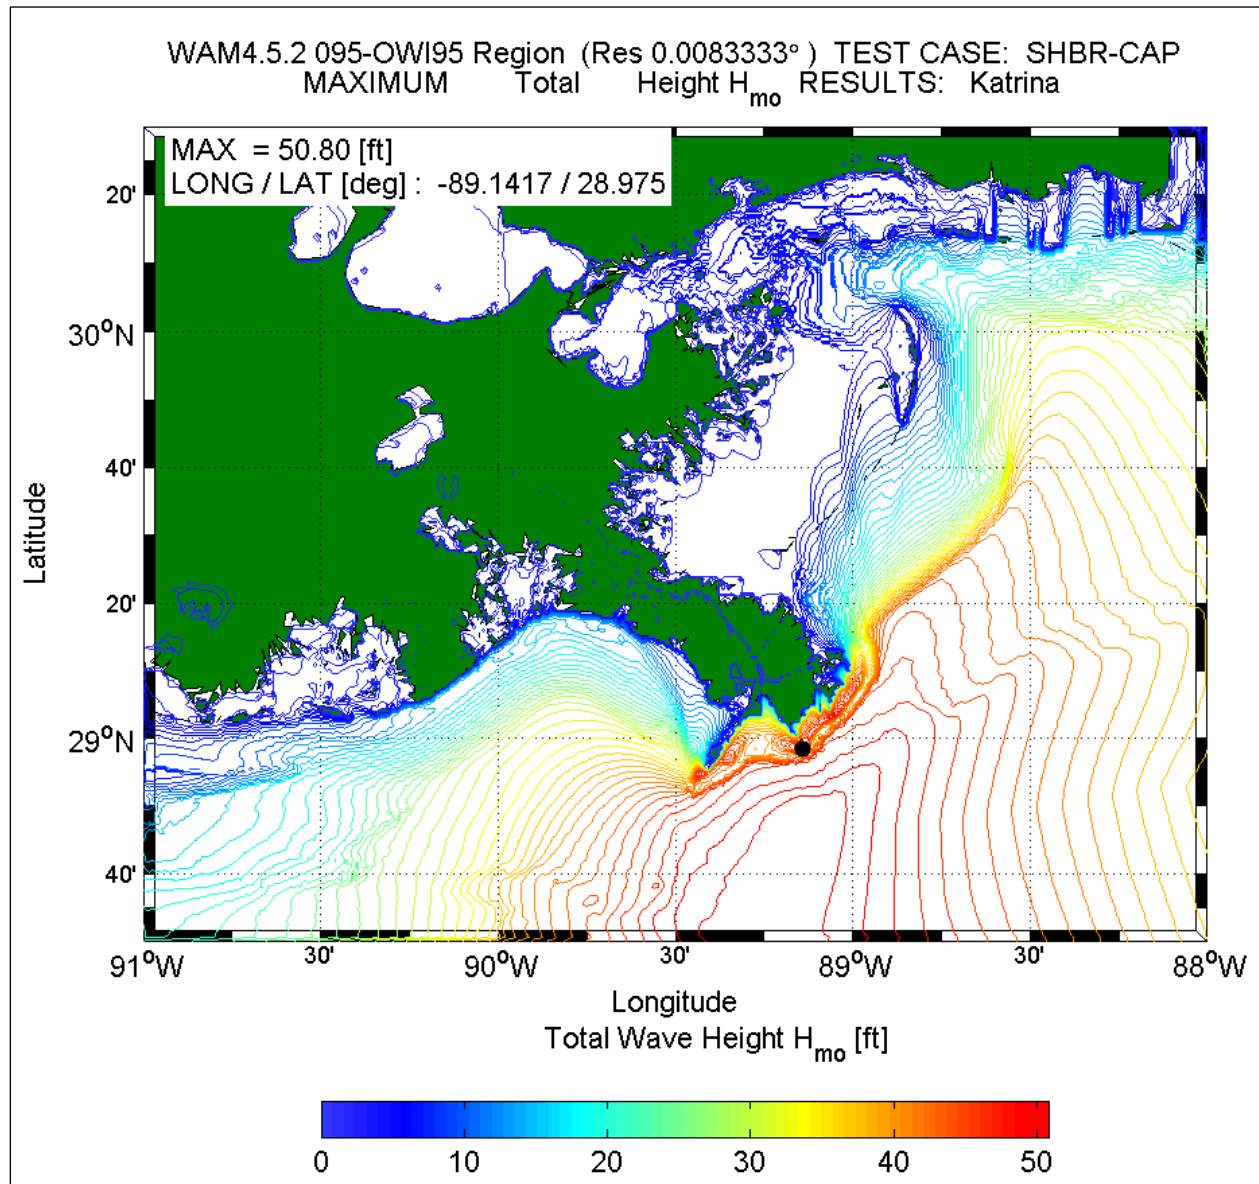 WAM4.5.2 095-OWI95 Region (Res 0.0083333° ) TEST CASE: SHBR-CAP
MAXIMUM Total Height Hmo RESULTS: Katrina
MAX = 50.80 [ft]
LONG / LAT [deg] : -89.1417 / 28.975
20'
30°N
40'
20'
29°N
40'
Latitude
91°W 30' 90°W 30' 89°W 30' 88°W
Longitude
Total Wave Height Hmo [ft]
0 10 20 30 40 50